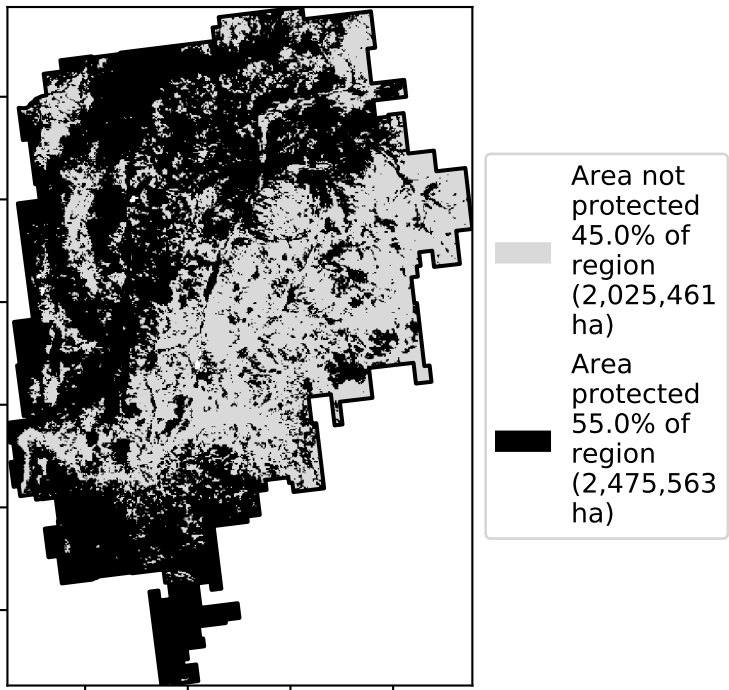 Area not
protected
45.0% of
region
(2,025,461
ha)
Area
protected
55.0% of
region
(2,475,563
ha)